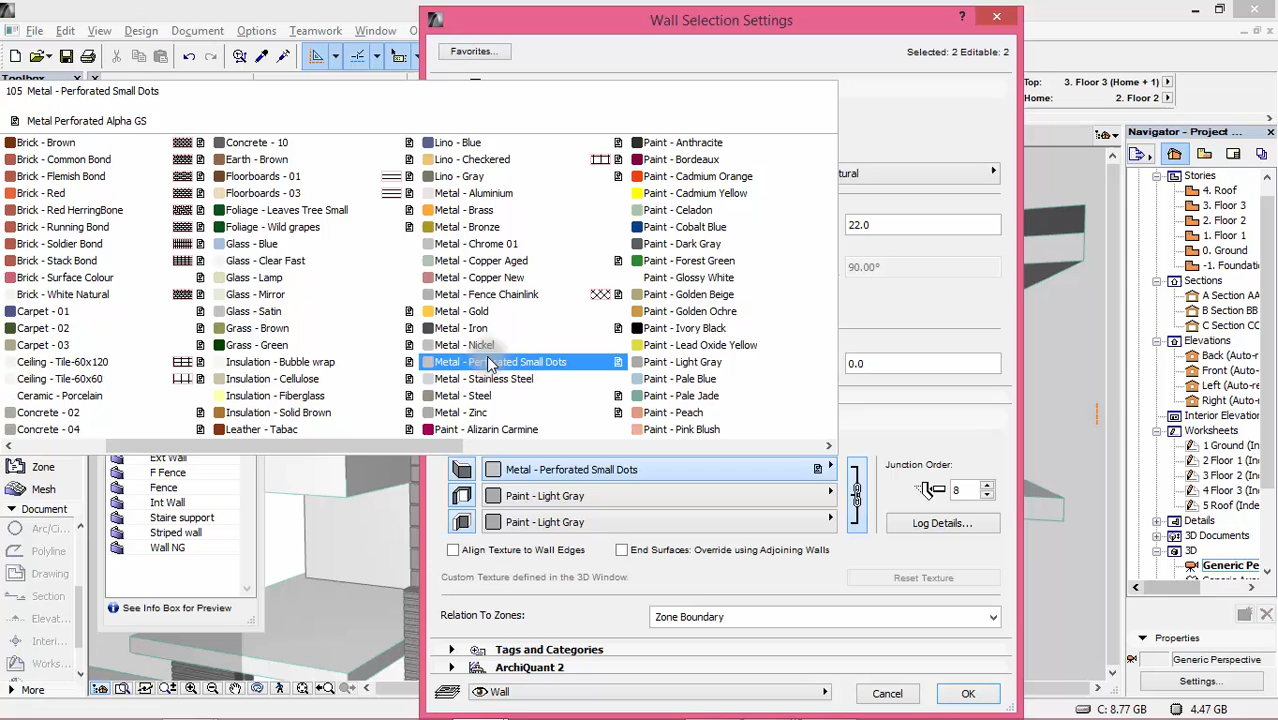 Wall Selection Settings
File Edit View Design Document Options Teamwork Window
Favorites...
Selected: 2 Editable: 2
Toolbox
105 Metal - Perforated Small Dots
Metal Perforated Alpha GS
Top: 3. Floor 3 (Home + 1)
Home: 2. Floor 2
Navigator - Project
Brick - Brown
Brick - Common Bond
Brick - Flemish Bond
Brick - Red
Brick - Red HerringBone
Brick - Running Bond
Brick - Soldier Bond
Brick - Stack Bond
Brick - Surface Colour
Brick - White Natural
Carpet - 01
Carpet - 02
Carpet - 03
Ceiling - Tile-60x120
Ceiling - Tile-60x60
Ceramic - Porcelain
Concrete - 02
Concrete - 04
Concrete - 10
Earth - Brown
Floorboards - 01
Floorboards - 03
Foliage - Leaves Tree Small
Foliage - Wild grapes
Glass - Blue
Glass - Clear Fast
Glass - Lamp
Glass - Mirror
Glass - Satin
Grass - Brown
Grass - Green
Insulation - Bubble wrap
Insulation - Cellulose
Insulation - Fiberglass
Insulation - Solid Brown
Leather - Tabac
Lino - Blue
Lino - Checkered
Lino - Gray
Metal - Aluminium
Metal - Brass
Metal - Bronze
Metal - Chrome 01
Metal - Copper Aged
Metal - Copper New
Metal - Fence Chainlink
Metal - Gold
Metal - Iron
Metal - Nickel
Metal - Perforated Small Dots
Metal - Stainless Steel
Metal - Steel
Metal - Zinc
Paint - Alizarin Carmine
Paint - Anthracite
Paint - Bordeaux
Paint - Cadmium Orange
Paint - Cadmium Yellow
Paint - Celadon
Paint - Cobalt Blue
Paint - Dark Gray
Paint - Forest Green
Paint - Glossy White
Paint - Golden Beige
Paint - Golden Ochre
Paint - Ivory Black
Paint - Lead Oxide Yellow
Paint - Light Gray
Paint - Pale Blue
Paint - Pale Jade
Paint - Peach
Paint - Pink Blush
22.0
90.00°
0.0
Stories
4. Roof
3. Floor 3
2. Floor 2
1. Floor 1
0. Ground
-1. Foundatio
Sections
A Section AA
B Section BB
C Section CC
Elevations
Front (Auto-r
Back (Auto-re
Left (Auto-re
Right (Auto-r
Interior Elevatio
Worksheets
1 Ground (In
2 Floor 1 (Ind
3 Floor 2 (Ind
4 Floor 3 (Ind
5 Roof (Inde
Details
3D Documents
3D
Generic Pe
Zone
Mesh
Document
Arc/Ci
Polyline
Drawing
Section
Elevat
Interi
Works...
More
Ext Wall
F Fence
Fence
Int Wall
Staire support
Striped wall
Wall NG
See Info Box for Preview
Metal - Perforated Small Dots
Paint - Light Gray
Paint - Light Gray
Junction Order:
8
Log Details...
Align Texture to Wall Edges
End Surfaces: Override using Adjoining Walls
Custom Texture defined in the 3D Window.
Reset Texture
Relation To Zones:
Zone Boundary
Tags and Categories
ArchiQuant 2
Wall
Cancel
OK
Properties
Generic Perspective
Settings...
C: 8.77 GB
4.47 GB